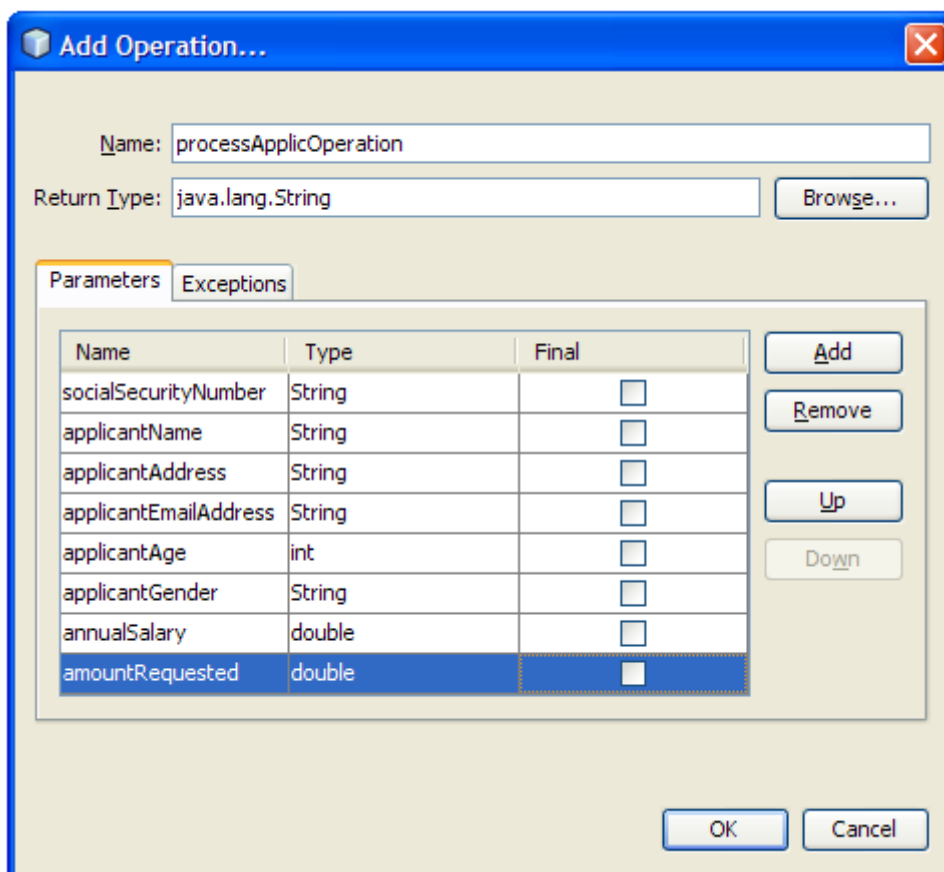 Add Operation...
Name: processApplicOperation
Return Type: java.lang.String Browse...
Parameters Exceptions
Name Type Final Add
socialSecurityNumber String
Remove
applicantName String
applicantAddress String
applicantEmailAddress String Up
applicantAge int Down
applicantGender String
annualSalary double
amountRequested double
OK Cancel